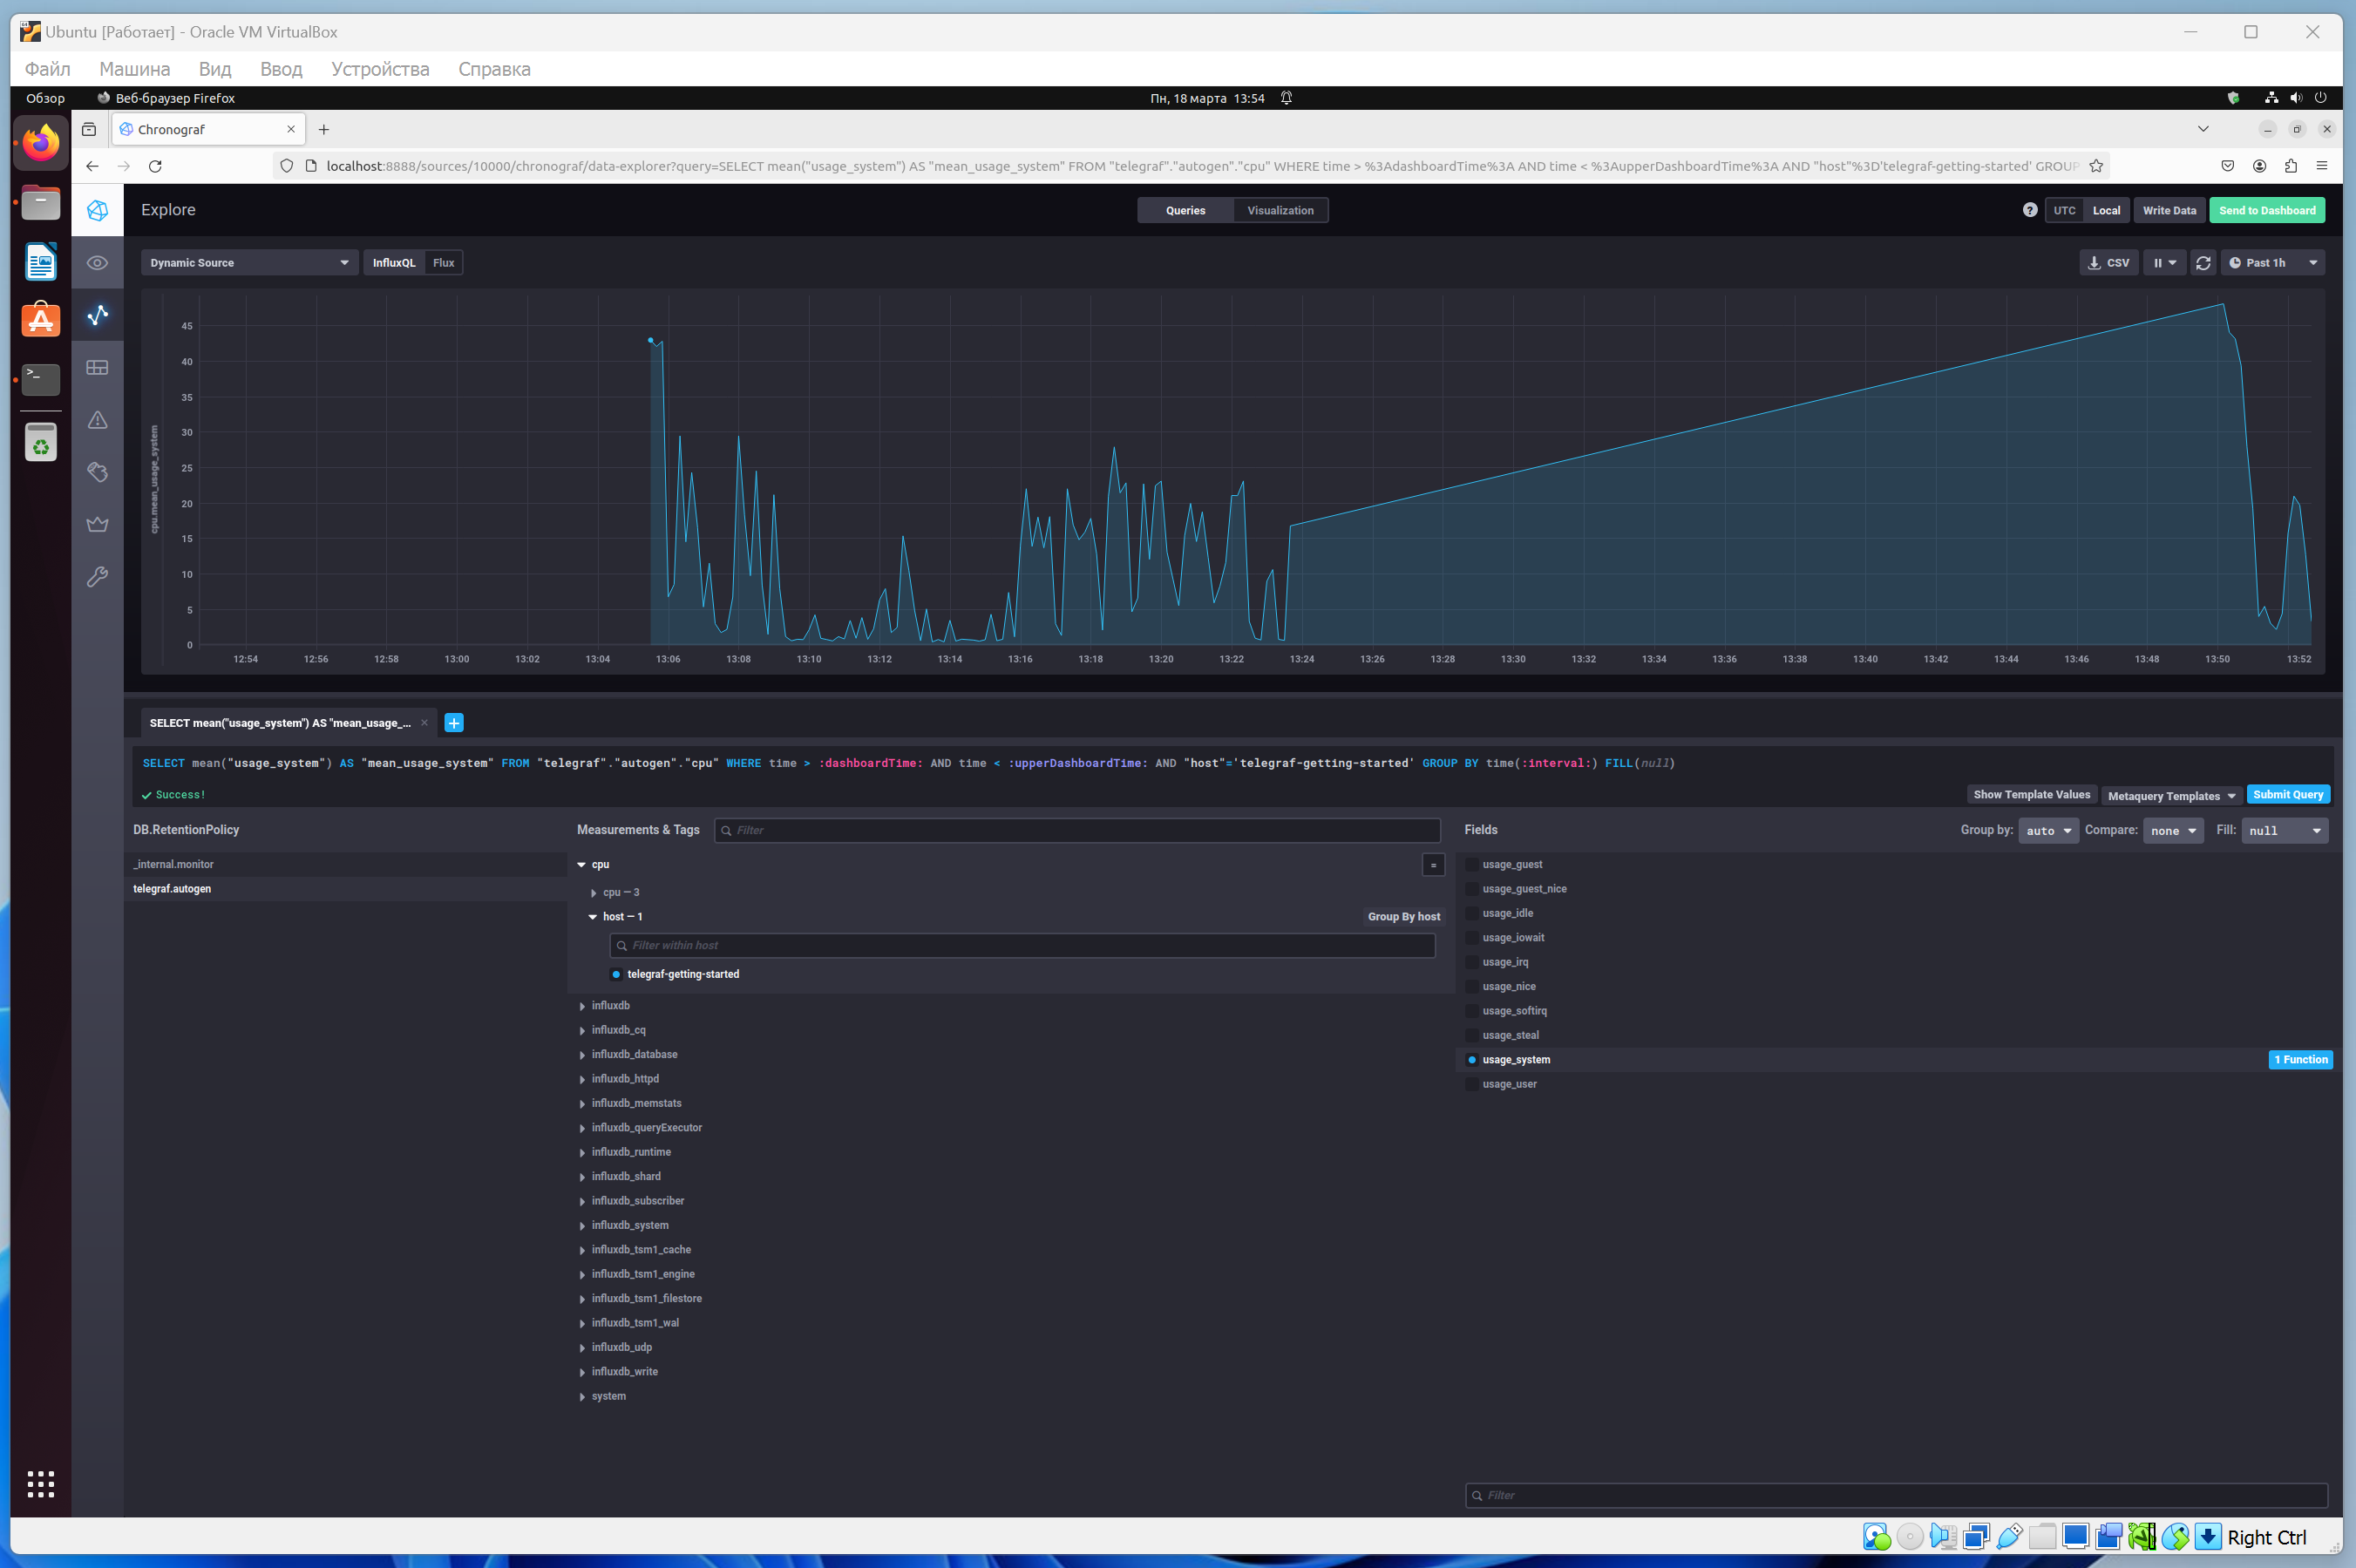 Ubuntu [Работает] - Oracle VM VirtualBox
Файл Машина Вид Ввод Устройства Справка
Обзор Веб-браузер Firefox Пн, 18 марта 13:54
Chronograf
localhost:8888/sources/10000/chronograf/data-explorer?query=SELECT mean("usage_system") AS "mean_usage_system" FROM "telegraf"."autogen"."cpu" WHERE time > %3AdashboardTime%3A AND time < %3AupperDashboardTime%3A AND "host"%3D'telegraf-getting-started' GROUP
Explore Queries Visualization ? UTC Local Write Data Send to Dashboard
Dynamic Source InfluxQL Flux CSV Past 1h
cpu.mean_usage_system
45
40
35
30
25
20
15
10
5
0
12:54 12:56 12:58 13:00 13:02 13:04 13:06 13:08 13:10 13:12 13:14 13:16 13:18 13:20 13:22 13:24 13:26 13:28 13:30 13:32 13:34 13:36 13:38 13:40 13:42 13:44 13:46 13:48 13:50 13:52
SELECT mean("usage_system") AS "mean_usage_...
SELECT mean("usage_system") AS "mean_usage_system" FROM "telegraf"."autogen"."cpu" WHERE time > :dashboardTime: AND time < :upperDashboardTime: AND "host"='telegraf-getting-started' GROUP BY time(:interval:) FILL(null)
Success!
Show Template Values Metaquery Templates Submit Query
DB.RetentionPolicy
_internal.monitor
telegraf.autogen
Measurements & Tags Filter
cpu =
cpu — 3
host — 1 Group By host
Filter within host
telegraf-getting-started
influxdb
influxdb_cq
influxdb_database
influxdb_httpd
influxdb_memstats
influxdb_queryExecutor
influxdb_runtime
influxdb_shard
influxdb_subscriber
influxdb_system
influxdb_tsm1_cache
influxdb_tsm1_engine
influxdb_tsm1_filestore
influxdb_tsm1_wal
influxdb_udp
influxdb_write
system
Fields Group by: auto Compare: none Fill: null
usage_guest
usage_guest_nice
usage_idle
usage_iowait
usage_irq
usage_nice
usage_softirq
usage_steal
usage_system 1 Function
usage_user
Filter
Right Ctrl